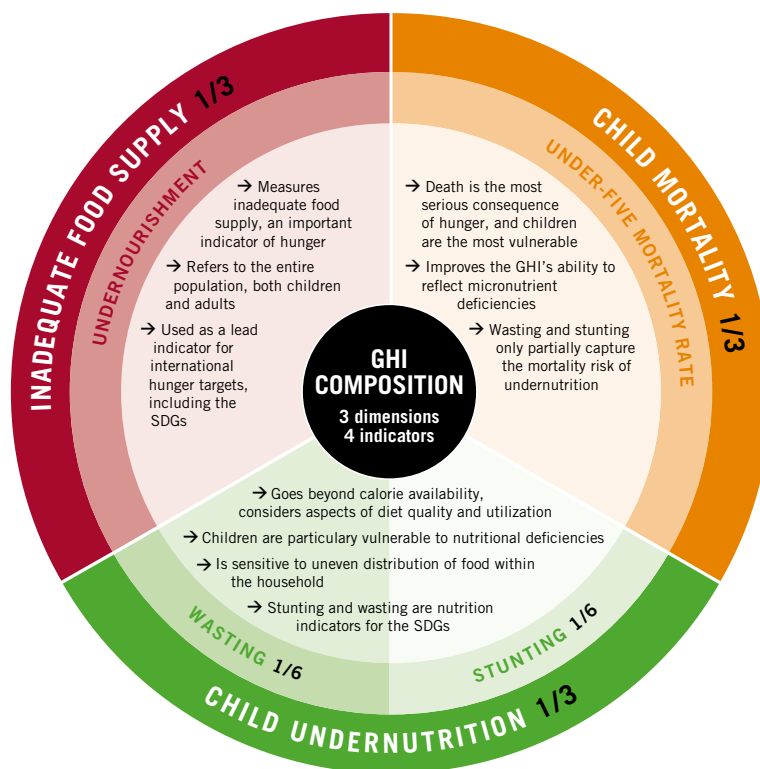 INADEQUATE FOOD SUPPLY 1/3
UNDERNOURISHMENT
→ Measures
inadequate food
supply, an important
indicator of hunger
→ Refers to the entire
population, both children
and adults
→ Used as a lead
indicator for
international
hunger targets,
including the
SDGs
CHILD MORTALITY 1/3
UNDER-FIVE MORTALITY RATE
→ Death is the most
serious consequence
of hunger, and children
are the most vulnerable
→ Improves the GHI's ability to
reflect micronutrient
deficiencies
→ Wasting and stunting
only partially capture
the mortality risk of
undernutrition
GHI
COMPOSITION
3 dimensions
4 indicators
→ Goes beyond calorie availability,
considers aspects of diet quality and utilization
→ Children are particulary vulnerable to nutritional deficiencies
→ Is sensitive to uneven distribution of food within
the household
→ Stunting and wasting are nutrition
indicators for the SDGs
WASTING 1/6
STUNTING 1/6
CHILD UNDERNUTRITION 1/3